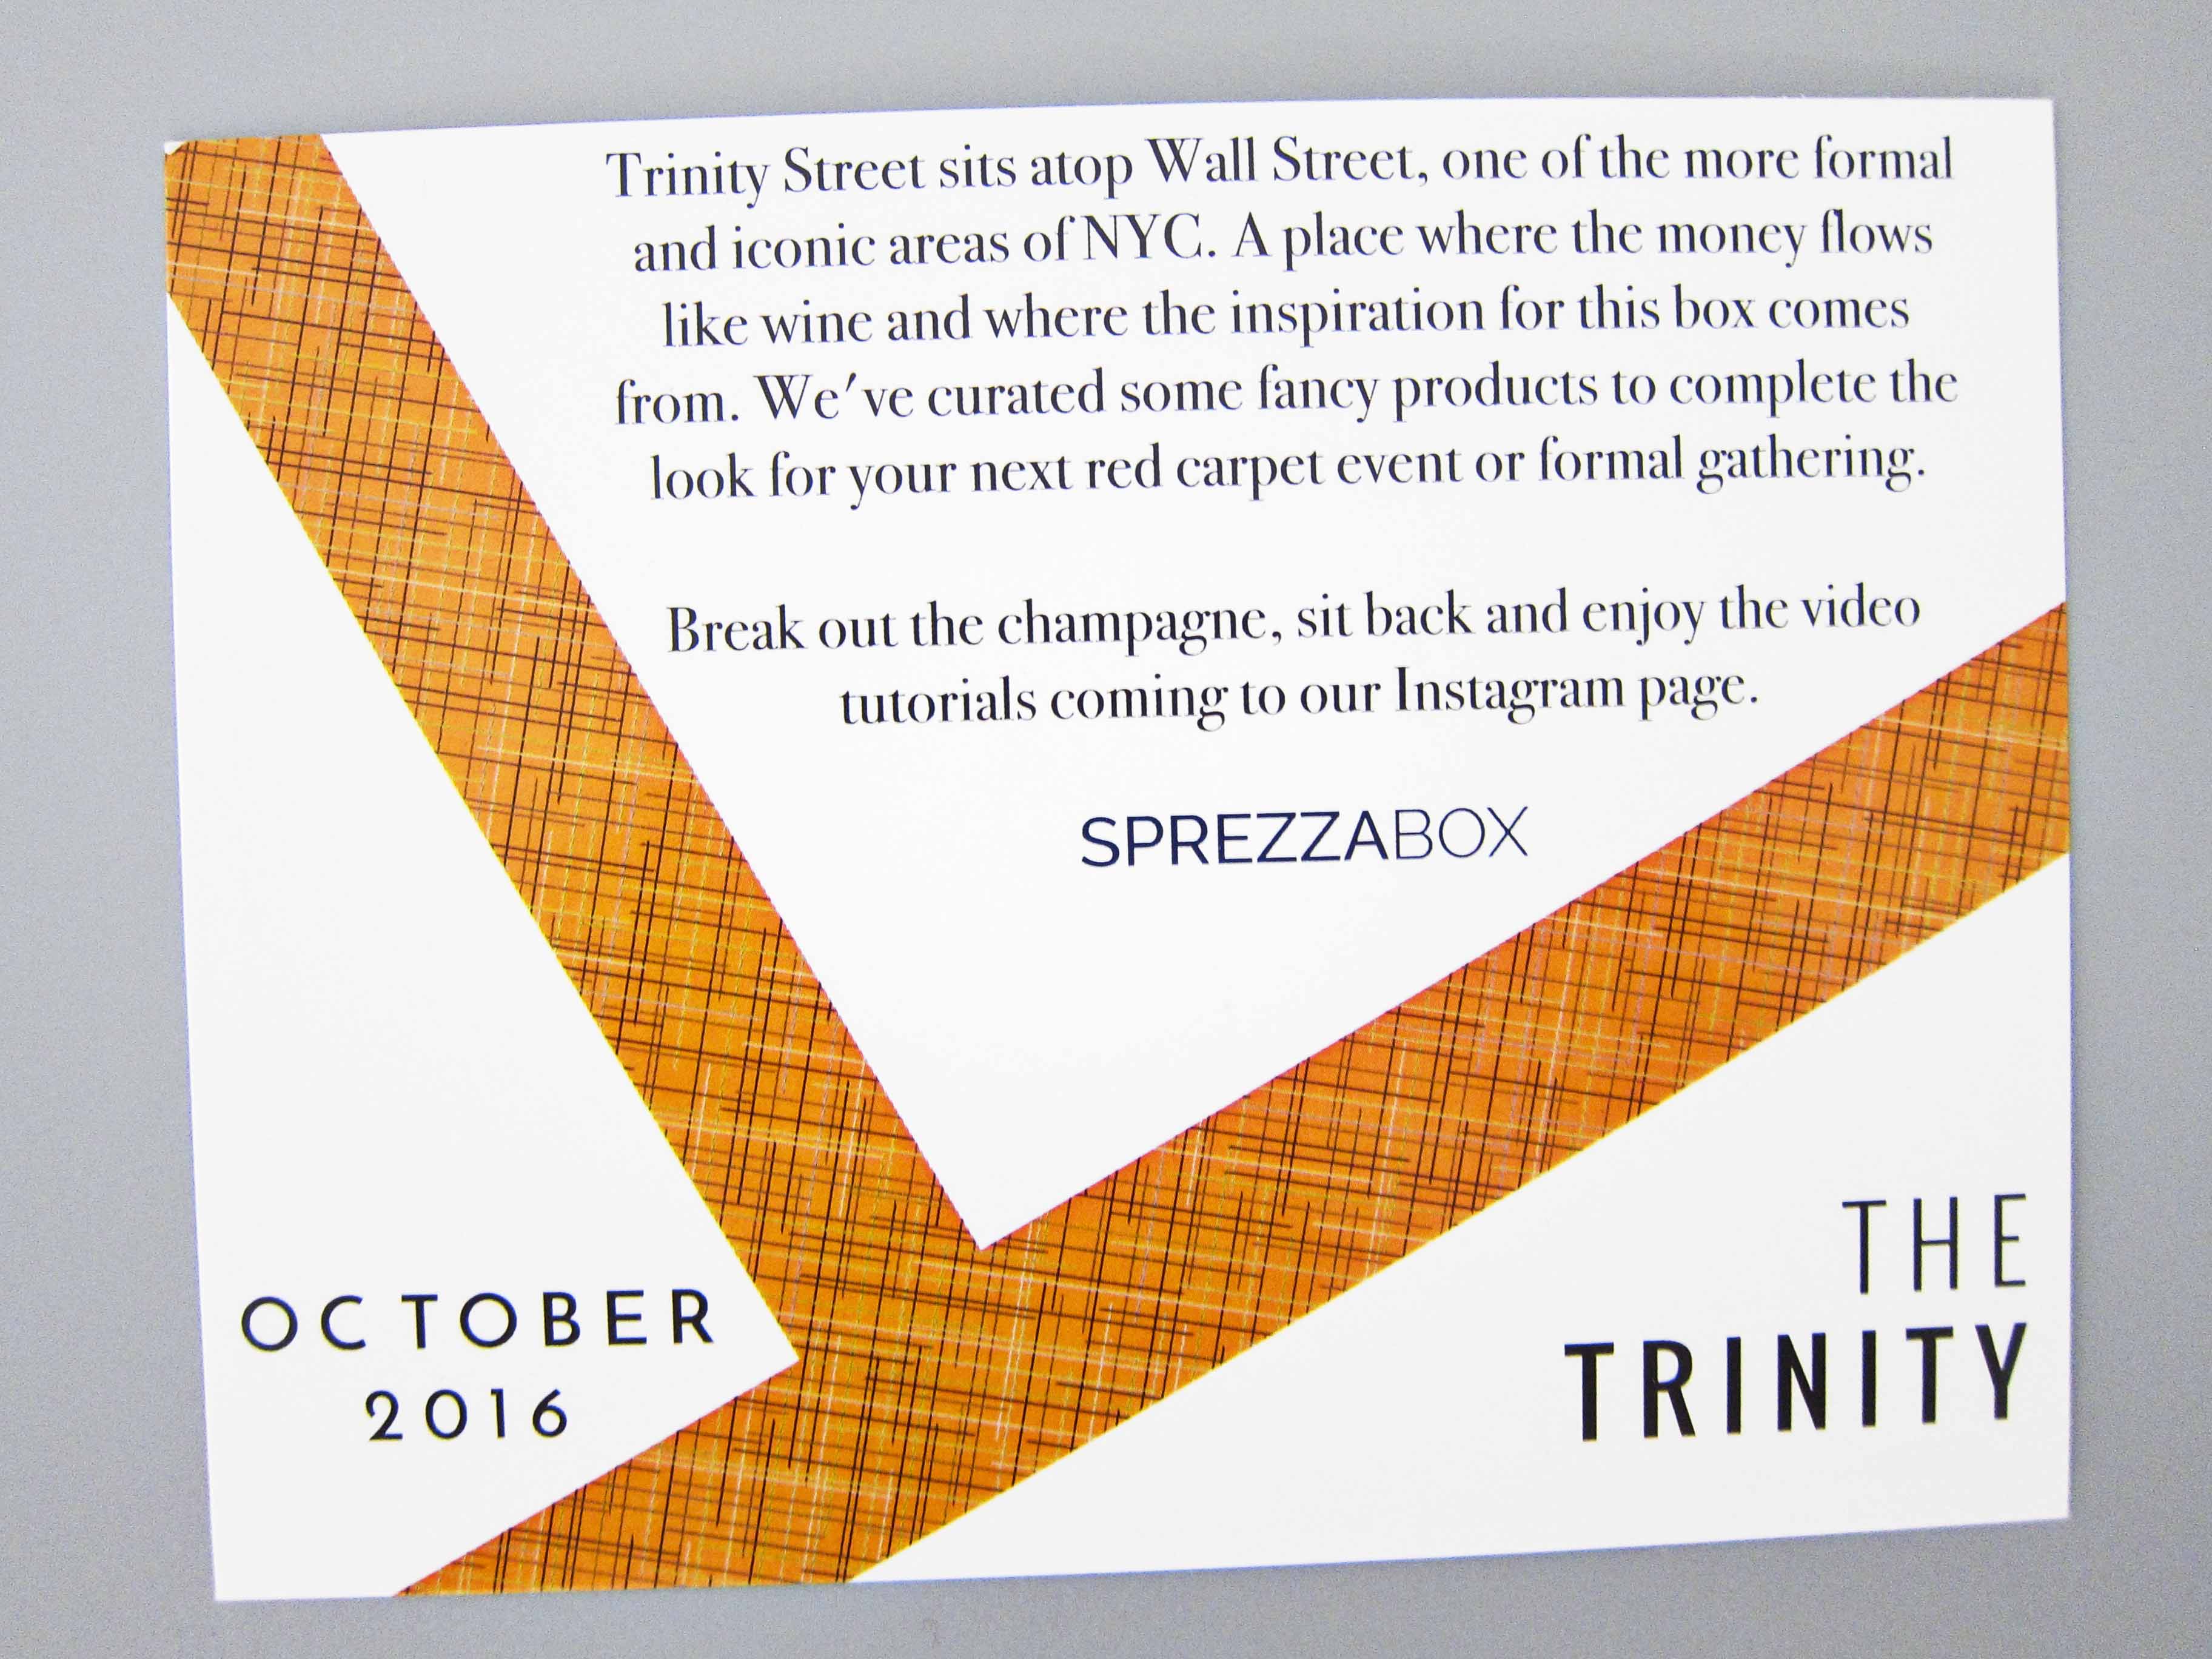 Trinity Street sits atop Wall Street, one of the more formal
and iconic areas of NYC. A place where the money flows
like wine and where the inspiration for this box comes
from. We've curated some fancy products to complete the
look for your next red carpet event or formal gathering.
Break out the champagne, sit back and enjoy the video
tutorials coming to our Instagram page.
SPREZZABOX
OCTOBER
2016
THE
TRINITY